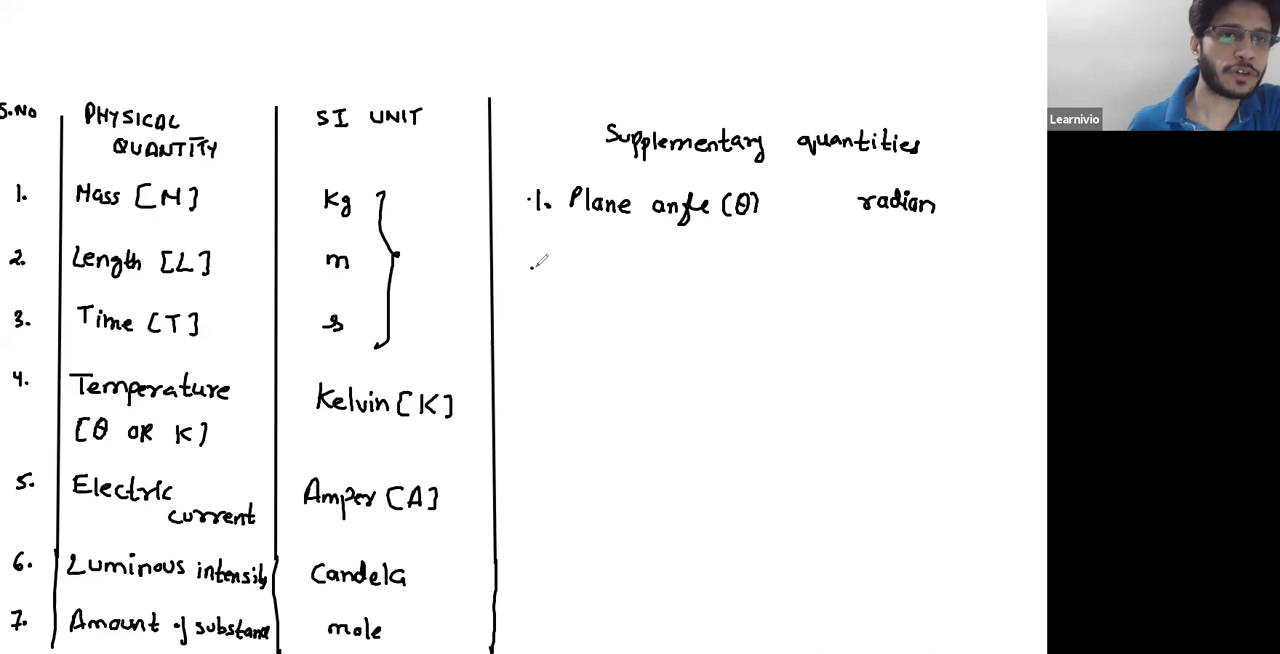 S.NO PHYSICAL QUANTITY SI UNIT
1. Mass [M] kg
2. Length [L] m
3. Time [T] s
4. Temperature [θ OR K] Kelvin [K]
5. Electric current Amper [A]
6. Luminous intensity Candela
7. Amount of substance mole
Supplementary quantities
1. Plane angle (θ) radian
Learnivio